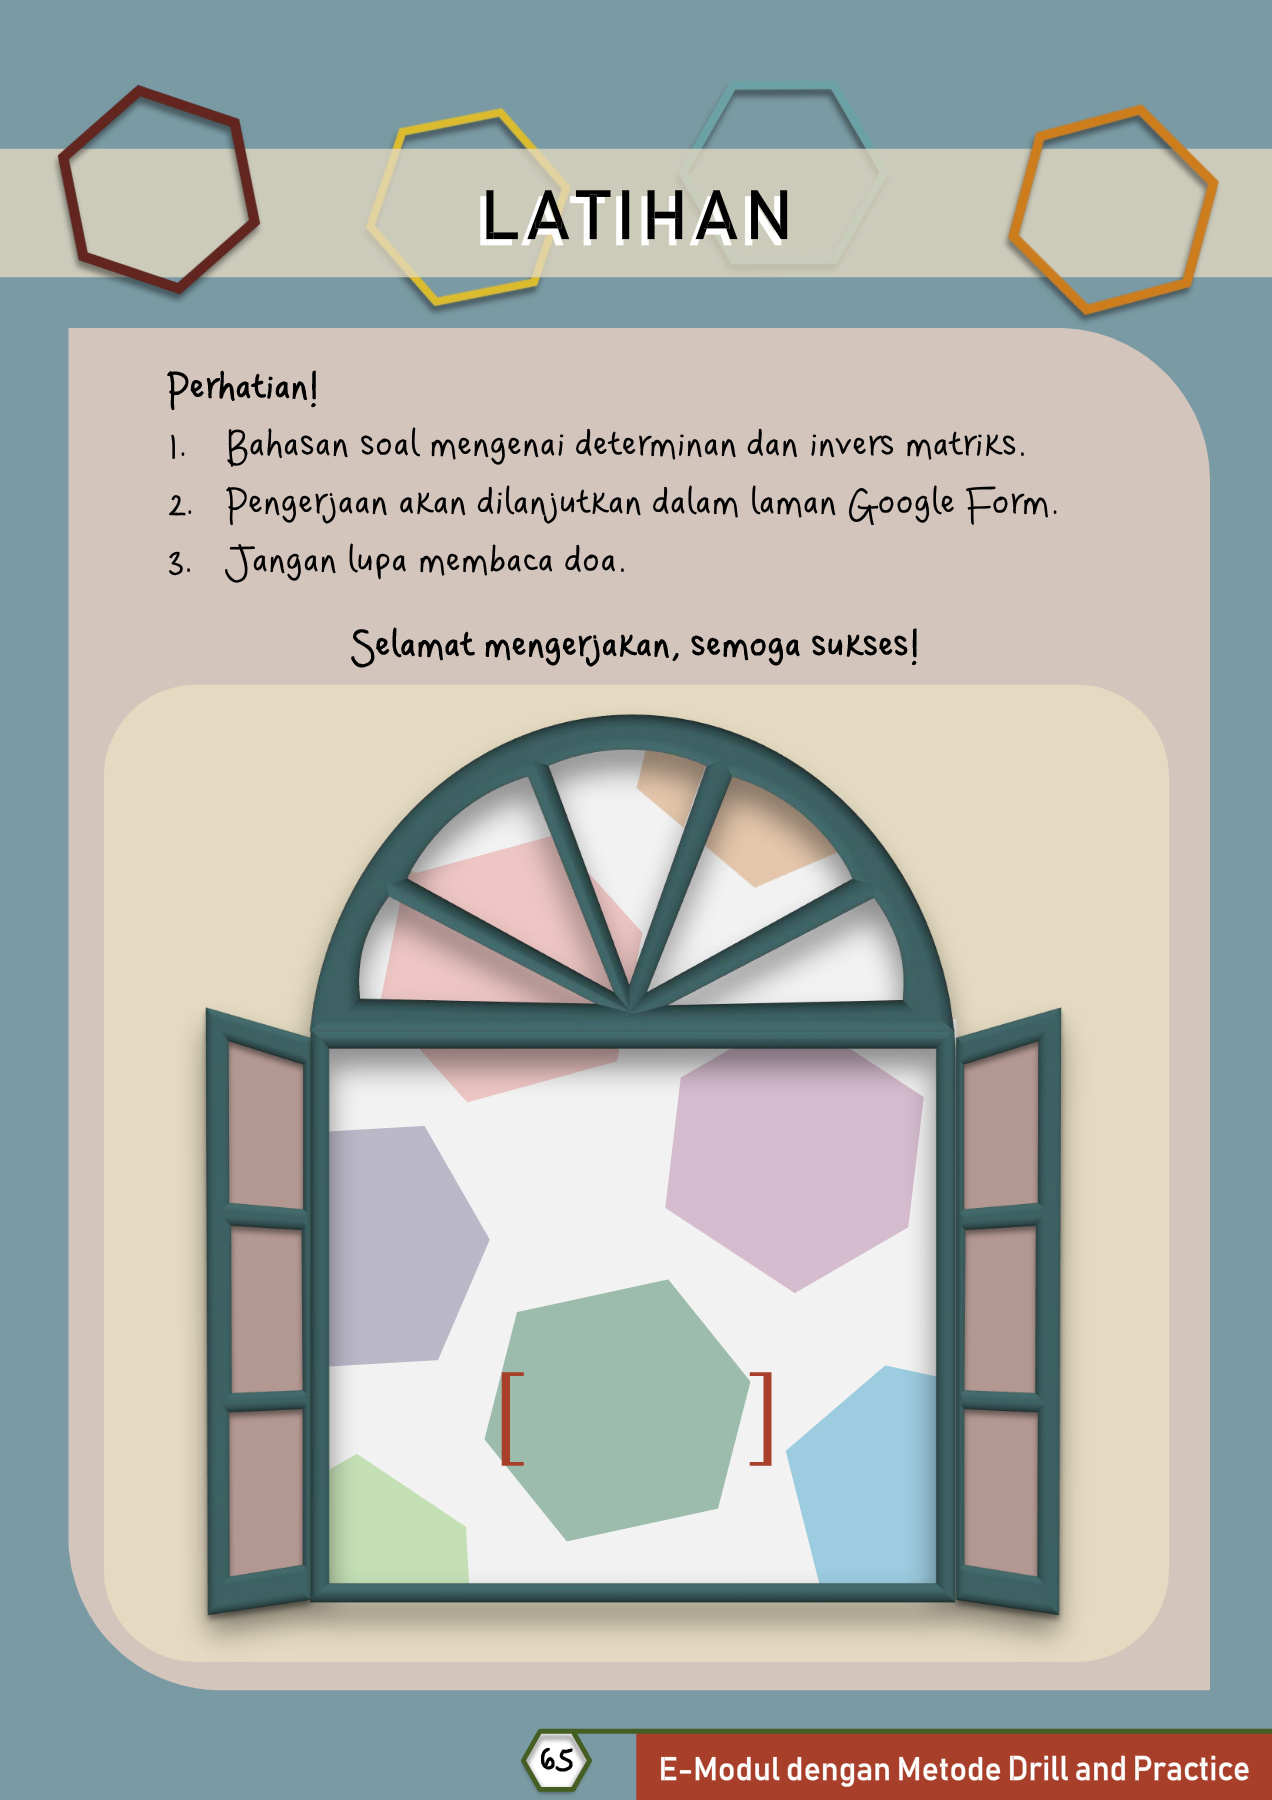 LATIHAN
Perhatian!
1. Bahasan soal mengenai determinan dan invers matriks.
2. Pengerjaan akan dilanjutkan dalam laman Google Form.
3. Jangan lupa membaca doa.
Selamat mengerjakan, semoga sukses!
[ ]
65
E-Modul dengan Metode Drill and Practice